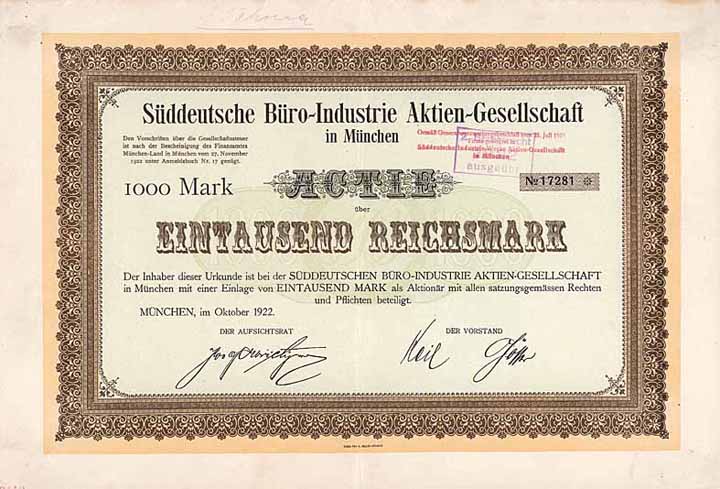 Süddeutsche Büro-Industrie Aktien-Gesellschaft
in München
Den Vorschriften über die Gesellschaftssteuer
ist nach der Bescheinigung des Finanzamtes
München-Land in München vom 27. November
1922 unter Anmeldebuch Nr. 17 genügt.
ausgeübt
in München
1000 Mark
ACTIE
No 17281
über
EINTAUSEND REICHSMARK
Der Inhaber dieser Urkunde ist bei der SÜDDEUTSCHEN BÜRO-INDUSTRIE AKTIEN-GESELLSCHAFT
in München mit einer Einlage von EINTAUSEND MARK als Aktionär mit allen satzungsgemässen Rechten
und Pflichten beteiligt.
MÜNCHEN, im Oktober 1922.
DER AUFSICHTSRAT
DER VORSTAND
Keil